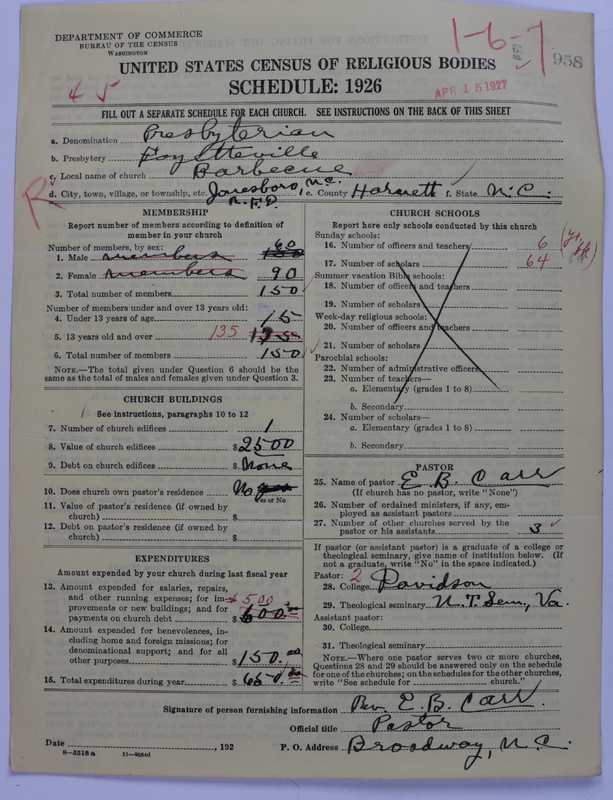 DEPARTMENT OF COMMERCE
BUREAU OF THE CENSUS
WASHINGTON
1-6-7
958
UNITED STATES CENSUS OF RELIGIOUS BODIES
SCHEDULE: 1926
APR 15 1927
FILL OUT A SEPARATE SCHEDULE FOR EACH CHURCH. SEE INSTRUCTIONS ON THE BACK OF THIS SHEET
a. Denomination Presbyterian
b. Presbytery Fayetteville
c. Local name of church Barbecue
d. City, town, village, or township, etc. Jonesboro, N.C. R.F.D. e. County Harnett f. State N.C.
R
MEMBERSHIP
Report number of members according to definition of
member in your church
Number of members, by sex:
1. Male members 60
2. Female members 90
3. Total number of members 150
Number of members under and over 13 years old:
4. Under 13 years of age 15
5. 13 years old and over 135
6. Total number of members 150
NOTE.—The total given under Question 6 should be the
same as the total of males and females given under Question 3.
CHURCH BUILDINGS
See instructions, paragraphs 10 to 12
7. Number of church edifices 1
8. Value of church edifices $2500
9. Debt on church edifices $None
10. Does church own pastor's residence No
Yes or No
11. Value of pastor's residence (if owned by
church) $
12. Debt on pastor's residence (if owned by
church) $
EXPENDITURES
Amount expended by your church during last fiscal year
13. Amount expended for salaries, repairs,
and other running expenses; for im-
provements or new buildings; and for
payments on church debt $500 $600.00
14. Amount expended for benevolences, in-
cluding home and foreign missions; for
denominational support; and for all
other purposes $150.00
15. Total expenditures during year $650.00
CHURCH SCHOOLS
Report here only schools conducted by this church
Sunday schools:
16. Number of officers and teachers 6
17. Number of scholars 64
Summer vacation Bible schools:
18. Number of officers and teachers
19. Number of scholars
Week-day religious schools:
20. Number of officers and teachers
21. Number of scholars
Parochial schools:
22. Number of administrative officers
23. Number of teachers—
a. Elementary (grades 1 to 8)
b. Secondary
24. Number of scholars—
a. Elementary (grades 1 to 8)
b. Secondary
PASTOR
25. Name of pastor E. B. Carr
(If church has no pastor, write "None")
26. Number of ordained ministers, if any, em-
ployed as assistant pastors
27. Number of other churches served by the
pastor or his assistants 3
If pastor (or assistant pastor) is a graduate of a college or
theological seminary, give name of institution below. (If
not a graduate, write "No" in the space indicated.)
Pastor: 2
28. College Davidson
29. Theological seminary U. T. Sem, Va.
Assistant pastor:
30. College
31. Theological seminary
NOTE.—Where one pastor serves two or more churches,
Questions 28 and 29 should be answered only on the schedule
for one of the churches; on the schedules for the other churches,
write "See schedule for church."
Signature of person furnishing information Rev. E. B. Carr
Official title Pastor
Date , 192
P. O. Address Broadway, N.C.
8-5518 a